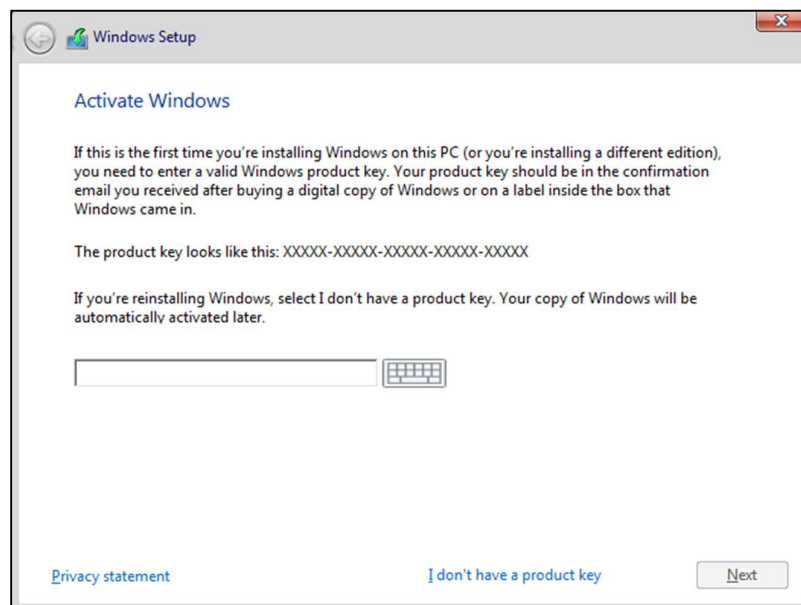 Windows Setup
Activate Windows
If this is the first time you're installing Windows on this PC (or you're installing a different edition),
you need to enter a valid Windows product key. Your product key should be in the confirmation
email you received after buying a digital copy of Windows or on a label inside the box that
Windows came in.
The product key looks like this: XXXXX-XXXXX-XXXXX-XXXXX-XXXXX
If you're reinstalling Windows, select I don't have a product key. Your copy of Windows will be
automatically activated later.
Privacy statement
I don't have a product key
Next